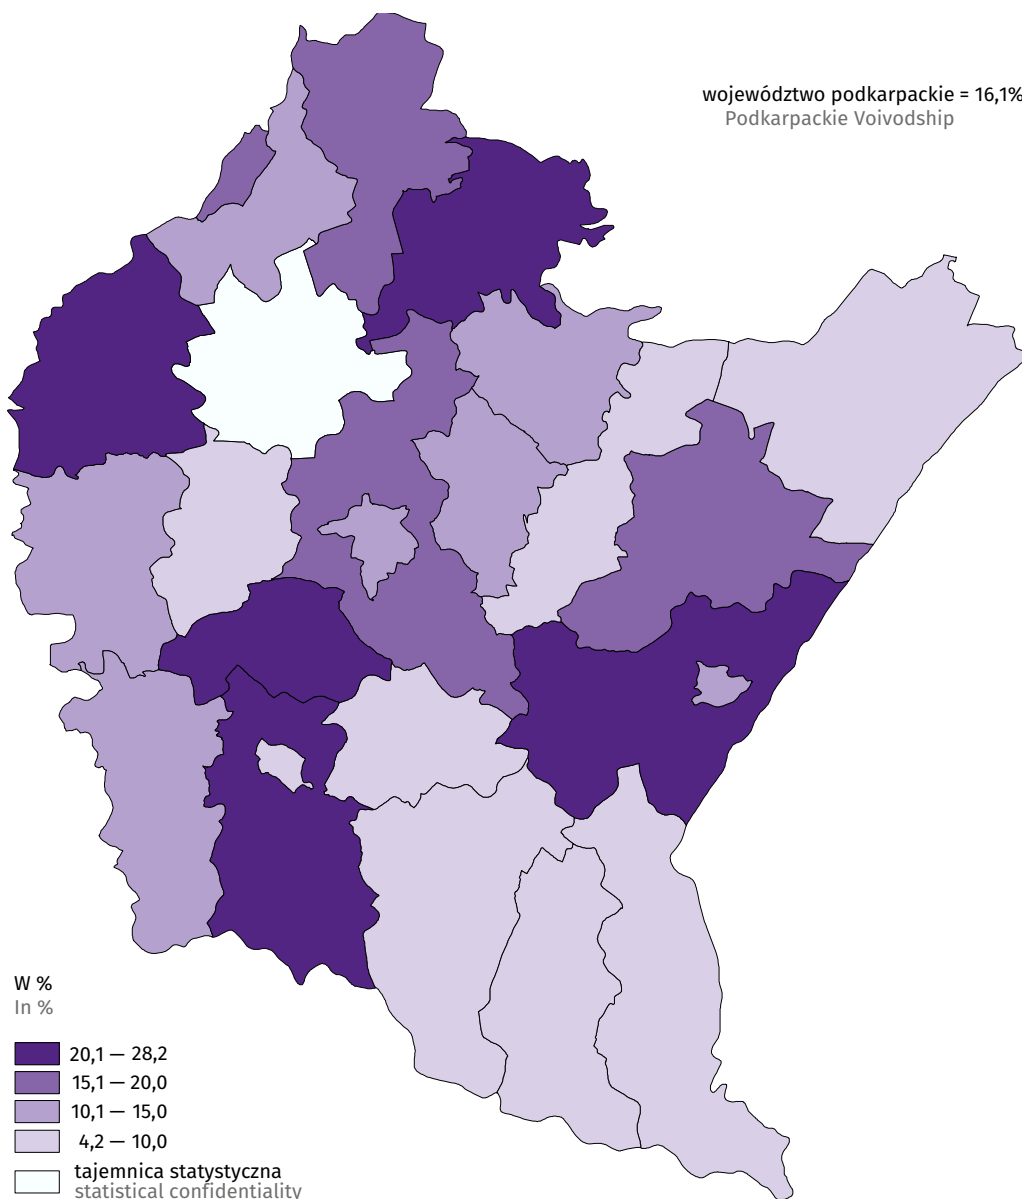 województwo podkarpackie = 16,1%
Podkarpackie Voivodship
W %
In %
20,1 — 28,2
15,1 — 20,0
10,1 — 15,0
4,2 — 10,0
tajemnica statystyczna
statistical confidentiality